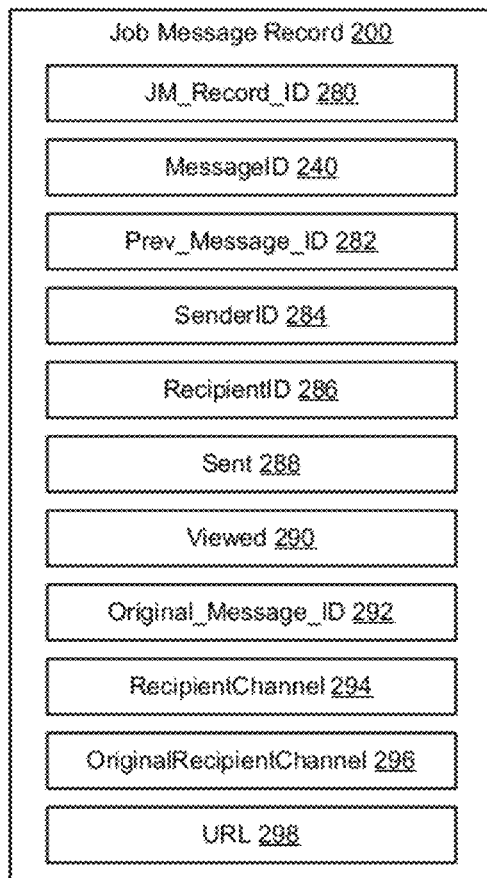 Job Message Record 200
JM_Record_ID 280
MessageID 240
Prev_Message_ID 282
SenderID 284
RecipientID 286
Sent 288
Viewed 290
Original_Message_ID 292
RecipientChannel 294
OriginalRecipientChannel 296
URL 298